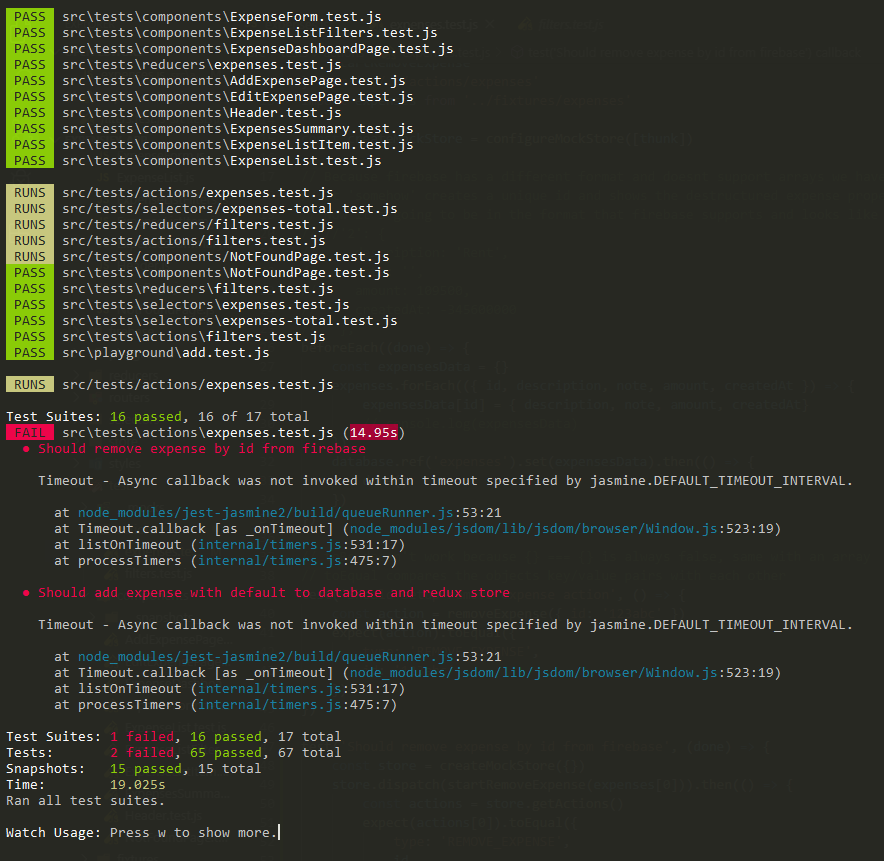 PASS src\tests\components\ExpenseForm.test.js
PASS src\tests\components\ExpenseListFilters.test.js
PASS src\tests\components\ExpenseDashboardPage.test.js
PASS src\tests\reducers\expenses.test.js
PASS src\tests\components\AddExpensePage.test.js
PASS src\tests\components\EditExpensePage.test.js
PASS src\tests\components\Header.test.js
PASS src\tests\components\ExpensesSummary.test.js
PASS src\tests\components\ExpenseListItem.test.js
PASS src\tests\components\ExpenseList.test.js
RUNS src/tests/actions/expenses.test.js
RUNS src/tests/selectors/expenses-total.test.js
RUNS src/tests/reducers/filters.test.js
RUNS src/tests/actions/filters.test.js
RUNS src/tests/components/NotFoundPage.test.js
PASS src\tests\components\NotFoundPage.test.js
PASS src\tests\reducers\filters.test.js
PASS src\tests\selectors\expenses.test.js
PASS src\tests\selectors\expenses-total.test.js
PASS src\tests\actions\filters.test.js
PASS src\playground\add.test.js
RUNS src/tests/actions/expenses.test.js
Test Suites: 16 passed, 16 of 17 total
FAIL src\tests\actions\expenses.test.js (14.95s)
● Should remove expense by id from firebase
Timeout - Async callback was not invoked within timeout specified by jasmine.DEFAULT_TIMEOUT_INTERVAL.
at node_modules/jest-jasmine2/build/queueRunner.js:53:21
at Timeout.callback [as _onTimeout] (node_modules/jsdom/lib/jsdom/browser/Window.js:523:19)
at listOnTimeout (internal/timers.js:531:17)
at processTimers (internal/timers.js:475:7)
● Should add expense with default to database and redux store
Timeout - Async callback was not invoked within timeout specified by jasmine.DEFAULT_TIMEOUT_INTERVAL.
at node_modules/jest-jasmine2/build/queueRunner.js:53:21
at Timeout.callback [as _onTimeout] (node_modules/jsdom/lib/jsdom/browser/Window.js:523:19)
at listOnTimeout (internal/timers.js:531:17)
at processTimers (internal/timers.js:475:7)
Test Suites: 1 failed, 16 passed, 17 total
Tests: 2 failed, 65 passed, 67 total
Snapshots: 15 passed, 15 total
Time: 19.025s
Ran all test suites.
Watch Usage: Press w to show more.